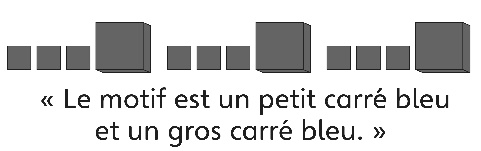 « Le motif est un petit carré bleu
et un gros carré bleu. »